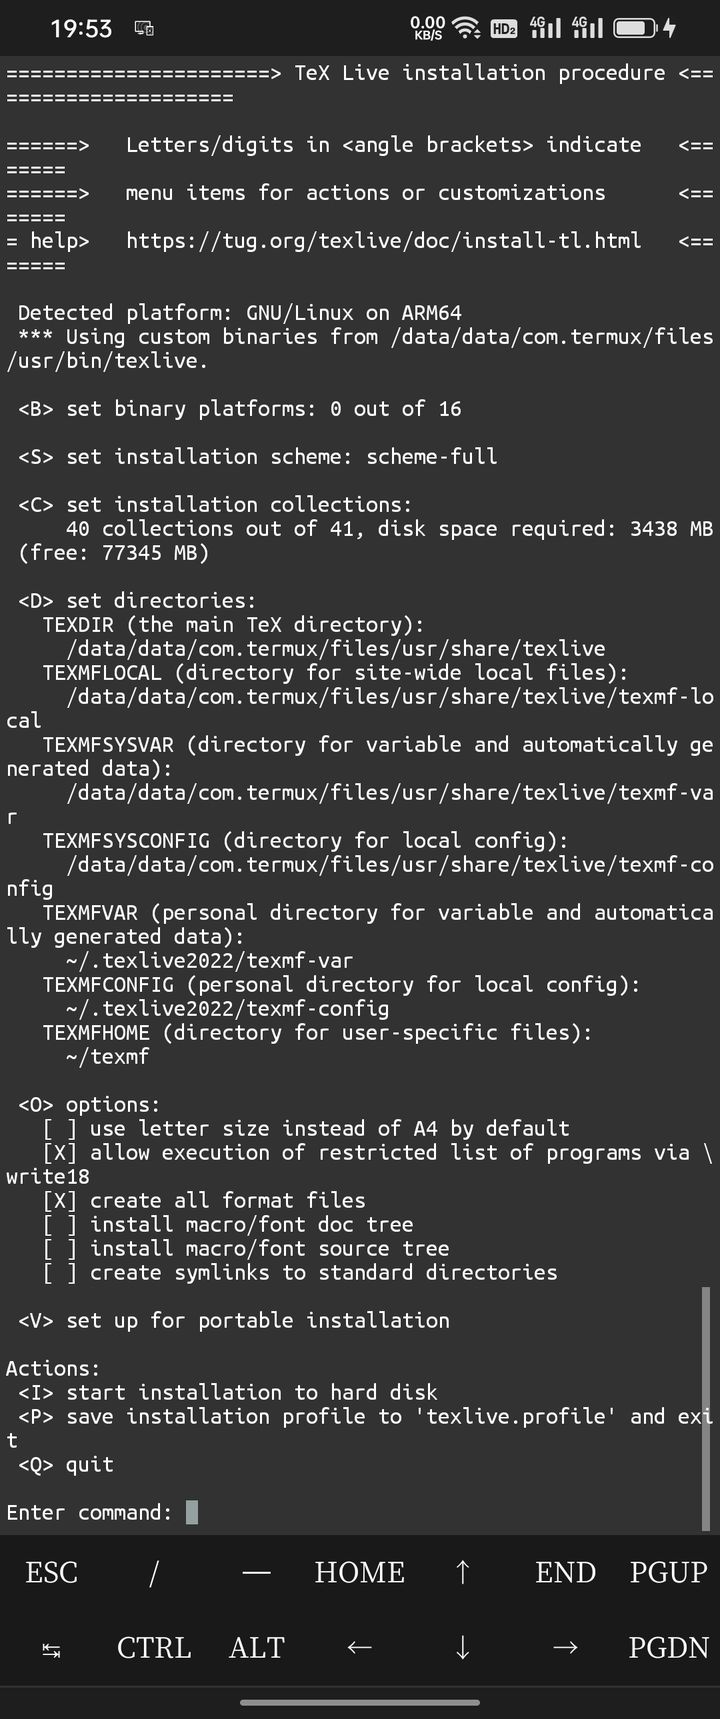 19:53 0.00 KB/S HD2 4G 4G
======================> TeX Live installation procedure <==
===================
======>   Letters/digits in <angle brackets> indicate   <==
=====
======>   menu items for actions or customizations      <==
=====
= help>   https://tug.org/texlive/doc/install-tl.html   <==
=====
Detected platform: GNU/Linux on ARM64
*** Using custom binaries from /data/data/com.termux/files
/usr/bin/texlive.
<B> set binary platforms: 0 out of 16
<S> set installation scheme: scheme-full
<C> set installation collections:
40 collections out of 41, disk space required: 3438 MB
(free: 77345 MB)
<D> set directories:
TEXDIR (the main TeX directory):
/data/data/com.termux/files/usr/share/texlive
TEXMFLOCAL (directory for site-wide local files):
/data/data/com.termux/files/usr/share/texlive/texmf-lo
cal
TEXMFSYSVAR (directory for variable and automatically ge
nerated data):
/data/data/com.termux/files/usr/share/texlive/texmf-va
r
TEXMFSYSCONFIG (directory for local config):
/data/data/com.termux/files/usr/share/texlive/texmf-co
nfig
TEXMFVAR (personal directory for variable and automatica
lly generated data):
~/.texlive2022/texmf-var
TEXMFCONFIG (personal directory for local config):
~/.texlive2022/texmf-config
TEXMFHOME (directory for user-specific files):
~/texmf
<O> options:
[ ] use letter size instead of A4 by default
[X] allow execution of restricted list of programs via \
write18
[X] create all format files
[ ] install macro/font doc tree
[ ] install macro/font source tree
[ ] create symlinks to standard directories
<V> set up for portable installation
Actions:
<I> start installation to hard disk
<P> save installation profile to 'texlive.profile' and exi
t
<Q> quit
Enter command:
ESC / — HOME ↑ END PGUP
↹ CTRL ALT ← ↓ → PGDN